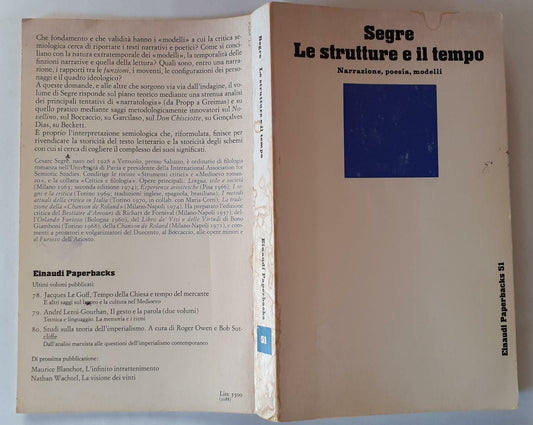 Che fondamento e che validità hanno i «modelli» a cui la critica se-
miologica cerca di riportare i testi narrativi e poetici? Come si conci-
liano con la natura extratemporale dei «modelli», la temporalità delle
finzioni narrative e quella della lettura? Quali sono, entro una narra-
zione, i rapporti tra le funzioni, i moventi, le configurazioni dei perso-
naggi e il quadro ideologico?
A queste domande, e alle altre che sorgono via via dall'indagine, il vo-
lume di Segre risponde sul piano teorico mediante una strenua analisi
dei principali tentativi di «narratologia» (da Propp a Greimas) e su
quello pratico mediante saggi metodologicamente innovatori sul No-
vellino, sul Boccaccio, su Garcilaso, sul Don Chisciotte, su Gonçalves
Dias, su Beckett.
È proprio l'interpretazione semiologica che, riformulata, finisce per
rivendicare la storicità del testo letterario e la storicità degli schemi
con cui si cerca di cogliere il complesso dei suoi significati.
Cesare Segre, nato nel 1928 a Verzuolo, presso Saluzzo, è ordinario di filologia
romanza nell'Università di Pavia e presidente della International Association for
Semiotic Studies. Condirige le riviste «Strumenti critici» e «Medioevo roman-
zo», e la collana «Critica e filologia». Opere principali: Lingua, stile e società
(Milano 1963; seconda edizione 1974); Esperienze ariostesche (Pisa 1966); I se-
gni e la critica (Torino 1969; traduzioni inglese, spagnola, brasiliana); I metodi
attuali della critica in Italia (Torino 1970, in collab. con Maria Corti); La tradi-
zione della «Chanson de Roland» (Milano-Napoli 1974). Ha preparato l'edizione
critica del Bestiaire d'Amours di Richart de Fornival (Milano-Napoli 1957), del-
l'Orlando Furioso (Bologna 1960), del Libro de' Vizî e delle Virtudi di Bono
Giamboni (Torino 1968), della Chanson de Roland (Milano-Napoli 1971), e com-
menti a prosatori e volgarizzatori del Duecento, al Boccaccio, alle opere minori e
al Furioso dell'Ariosto.
Einaudi Paperbacks
Ultimi volumi pubblicati:
78. Jacques Le Goff, Tempo della Chiesa e tempo del mercante
E altri saggi sul lavoro e la cultura nel Medioevo
79. André Leroi-Gourhan, Il gesto e la parola (due volumi)
Tecnica e linguaggio. La memoria e i ritmi
80. Studi sulla teoria dell'imperialismo. A cura di Roger Owen e Bob Sut-
cliffe
Dall'analisi marxista alle questioni dell'imperialismo contemporaneo
Di prossima pubblicazione:
Maurice Blanchot, L'infinito intrattenimento
Nathan Wachtel, La visione dei vinti
Lire 5500
Segre Le strutture e il tempo
Einaudi Paperbacks
51
Segre
Le strutture e il tempo
Narrazione, poesia, modelli
Einaudi Paperbacks 51